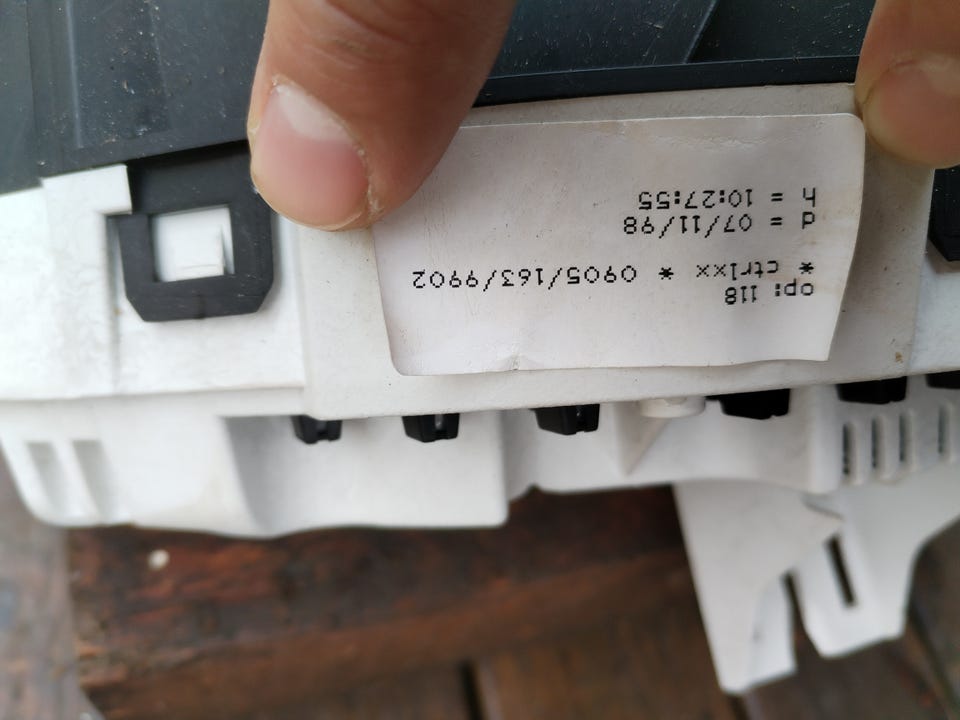 op: 118
* ctrlxx * 0905/163/9902
d = 07/11/98
h = 10:27:55